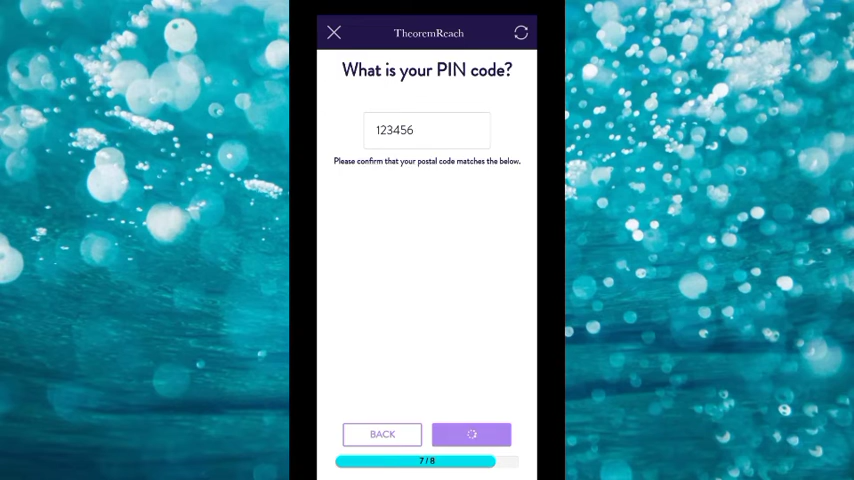 TheoremReach
What is your PIN code?
123456
Please confirm that your postal code matches the below.
BACK
7 / 8